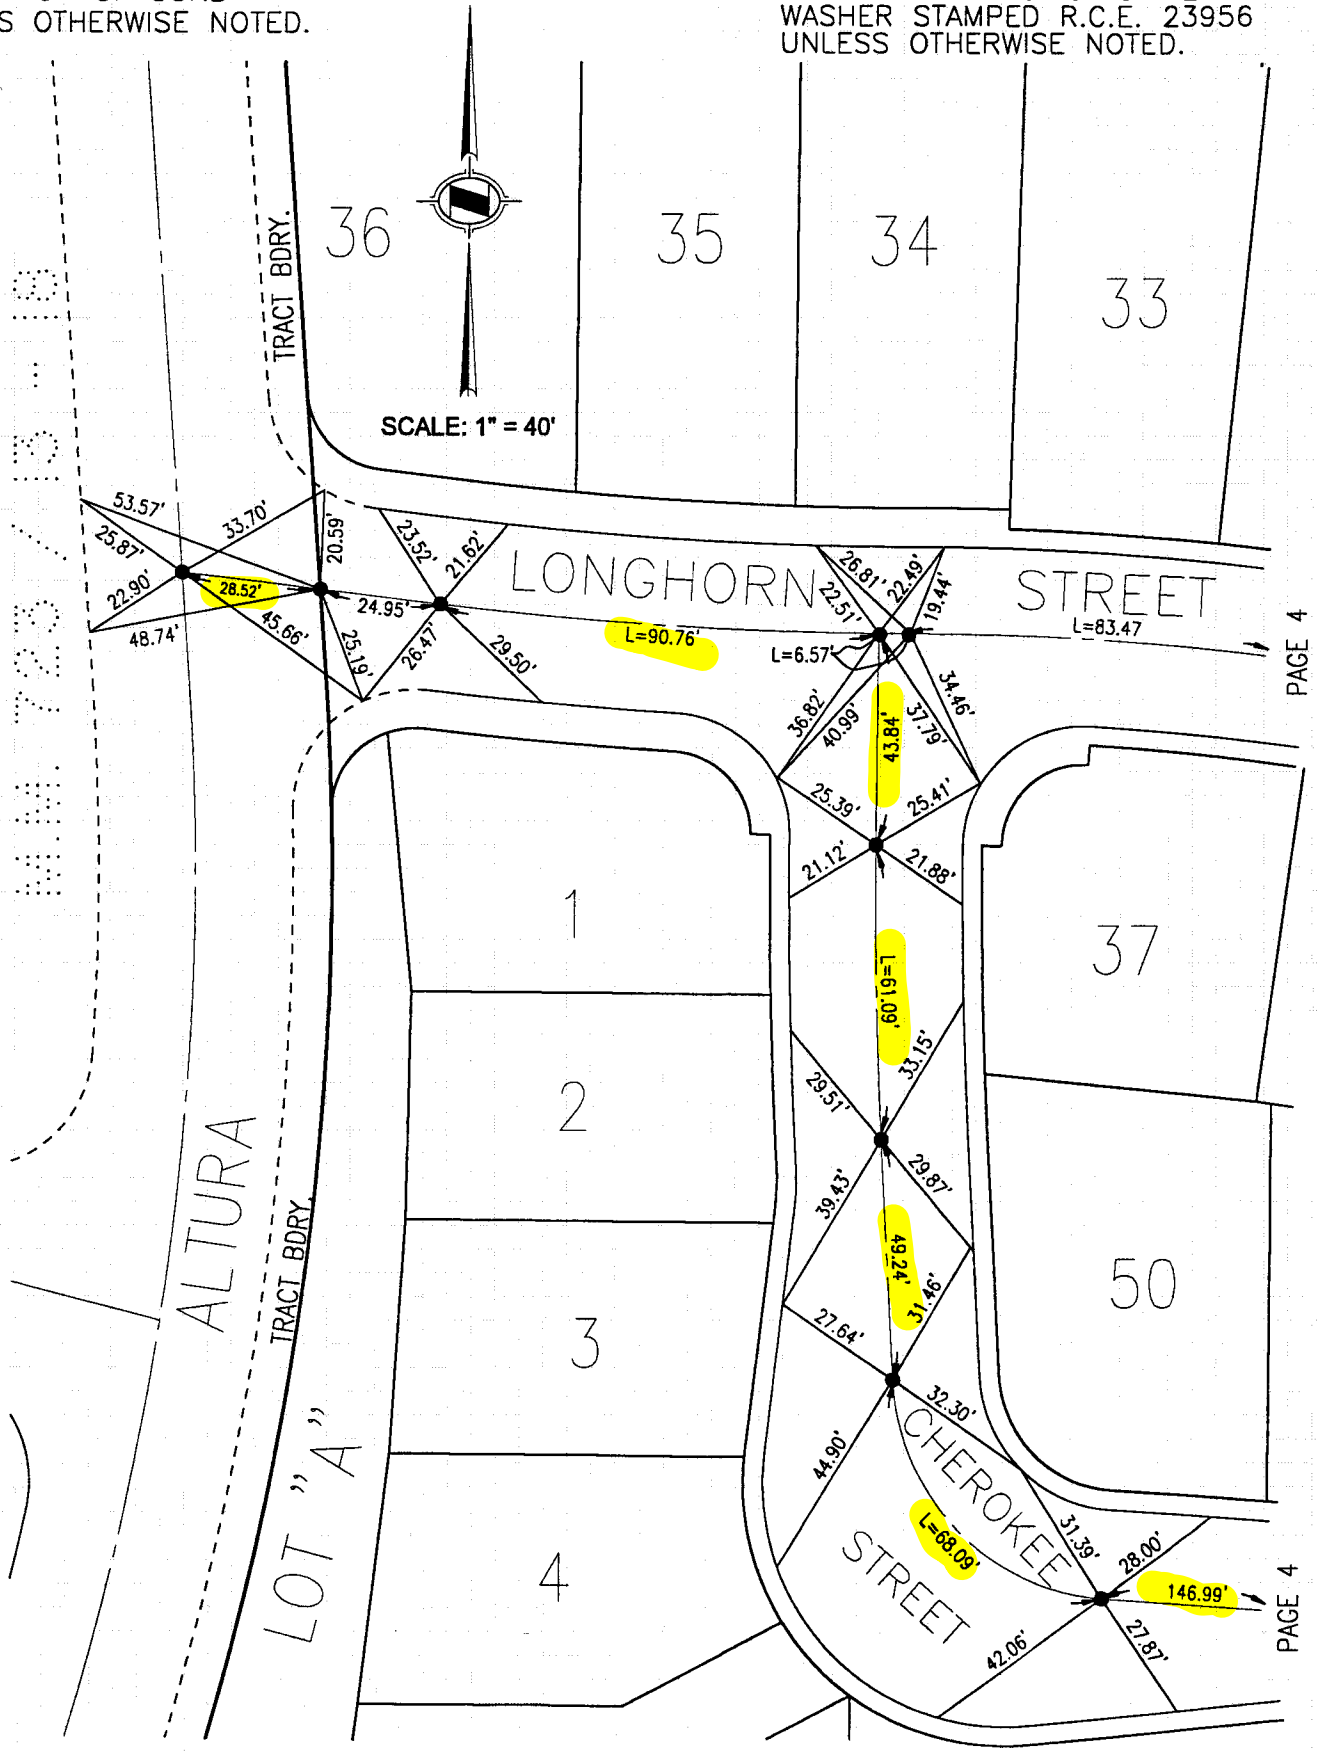 S OTHERWISE NOTED.
WASHER STAMPED R.C.E. 23956
UNLESS OTHERWISE NOTED.
TRACT BDRY.
36
35
34
33
SCALE: 1" = 40'
53.57'
33.70'
25.87'
20.59'
22.90'
28.52'
48.74'
45.66'
25.19'
24.95'
23.52'
21.62'
26.47'
29.50'
LONGHORN
STREET
L=90.76'
26.81'
22.49'
22.51'
19.44'
L=6.57'
L=83.47
PAGE 4
36.82'
40.99'
43.84'
37.79'
34.46'
25.39'
25.41'
21.12'
21.88'
1
37
L=61.09'
29.51'
33.15'
2
39.43'
29.87'
ALTURA
TRACT BDRY.
49.24'
31.46'
50
3
27.64'
32.30'
44.90'
CHEROKEE
STREET
LOT "A"
L=68.09'
31.39'
28.00'
4
146.99'
PAGE 4
42.06'
27.87'